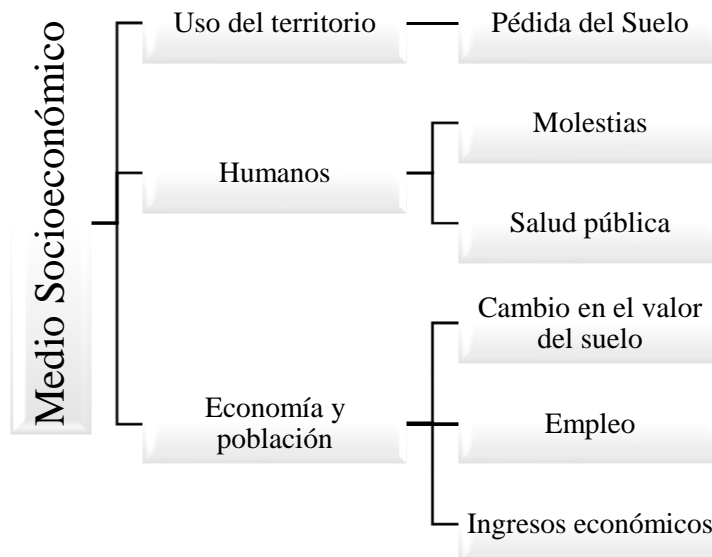 Medio Socioeconómico
Uso del territorio
Pédida del Suelo
Humanos
Molestias
Salud pública
Economía y
población
Cambio en el valor
del suelo
Empleo
Ingresos económicos